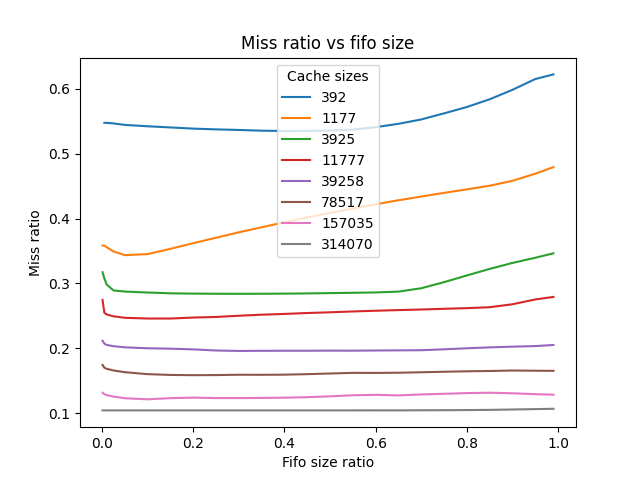 Miss ratio vs fifo size
Cache sizes
392
1177
3925
11777
39258
78517
157035
314070
Miss ratio
0.6
0.5
0.4
0.3
0.2
0.1
0.0 0.2 0.4 0.6 0.8 1.0
Fifo size ratio